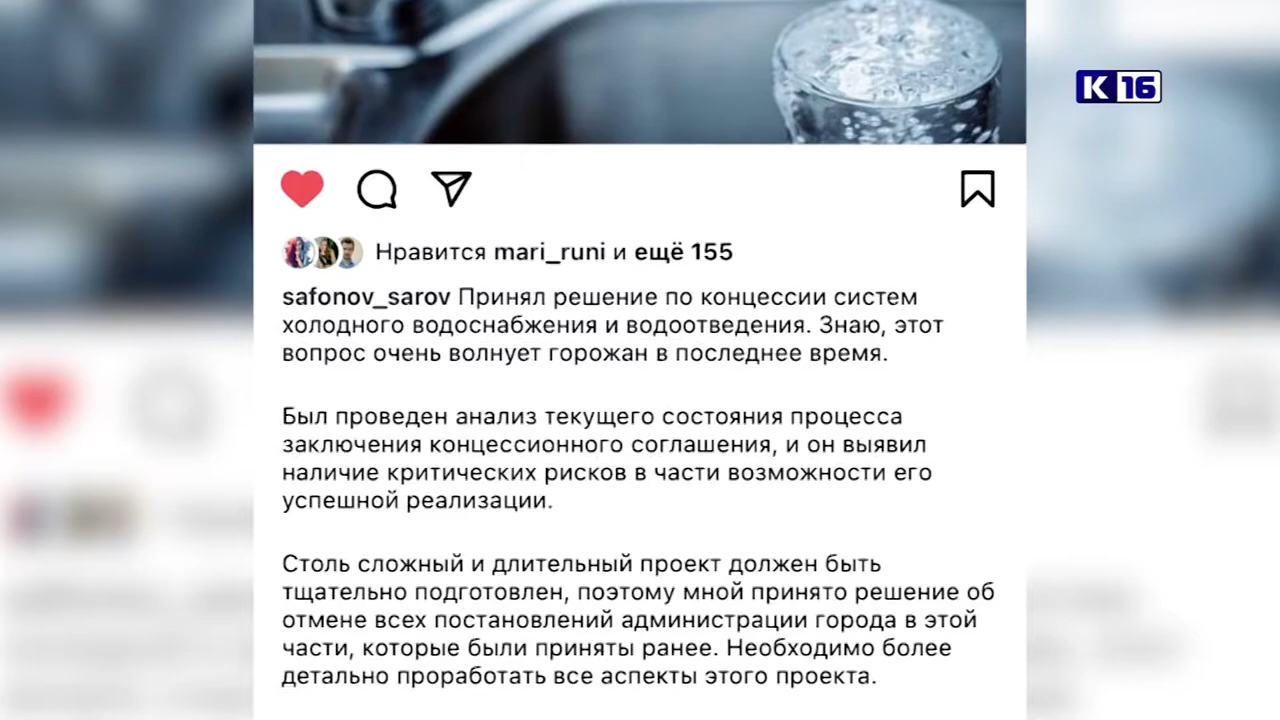 К 16
Нравится mari_runi и ещё 155
safonov_sarov Принял решение по концессии систем
холодного водоснабжения и водоотведения. Знаю, этот
вопрос очень волнует горожан в последнее время.
Был проведен анализ текущего состояния процесса
заключения концессионного соглашения, и он выявил
наличие критических рисков в части возможности его
успешной реализации.
Столь сложный и длительный проект должен быть
тщательно подготовлен, поэтому мной принято решение об
отмене всех постановлений администрации города в этой
части, которые были приняты ранее. Необходимо более
детально проработать все аспекты этого проекта.